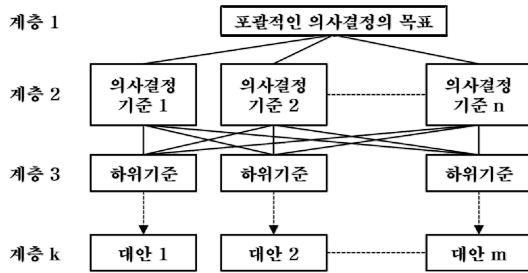 계층 1
포괄적인 의사결정의 목표
계층 2
의사결정
기준 1
의사결정
기준 2
의사결정
기준 n
계층 3
하위기준
하위기준
하위기준
계층 k
대안 1
대안 2
대안 m